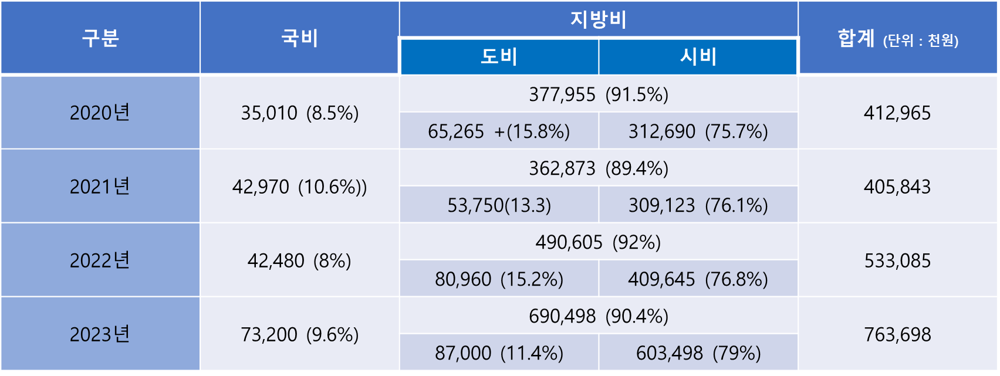 구분
국비
지방비
합계 (단위 : 천원)
도비
시비
2020년
35,010 (8.5%)
377,955 (91.5%)
65,265 +(15.8%)
312,690 (75.7%)
412,965
2021년
42,970 (10.6%))
362,873 (89.4%)
53,750(13.3)
309,123 (76.1%)
405,843
2022년
42,480 (8%)
490,605 (92%)
80,960 (15.2%)
409,645 (76.8%)
533,085
2023년
73,200 (9.6%)
690,498 (90.4%)
87,000 (11.4%)
603,498 (79%)
763,698